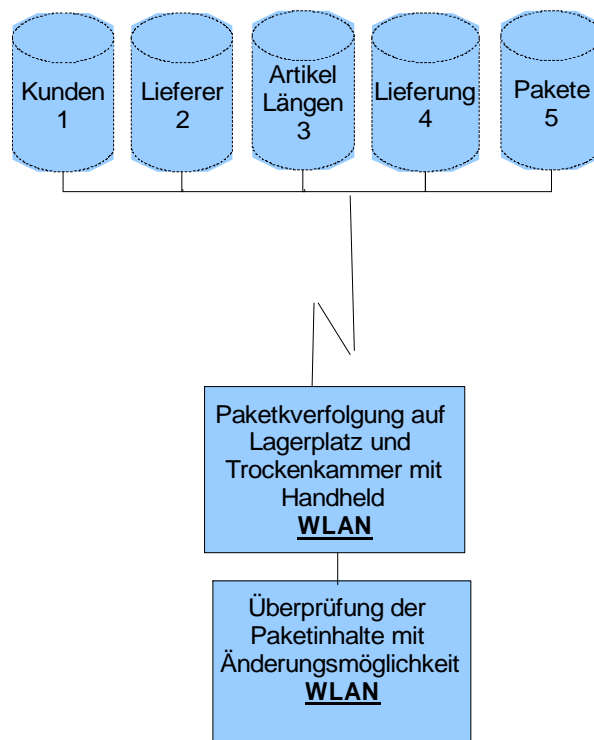 Kunden
1
Lieferer
2
Artikel
Längen
3
Lieferung
4
Pakete
5
Paketkverfolgung auf
Lagerplatz und
Trockenkammer mit
Handheld
WLAN
Überprüfung der
Paketinhalte mit
Änderungsmöglichkeit
WLAN